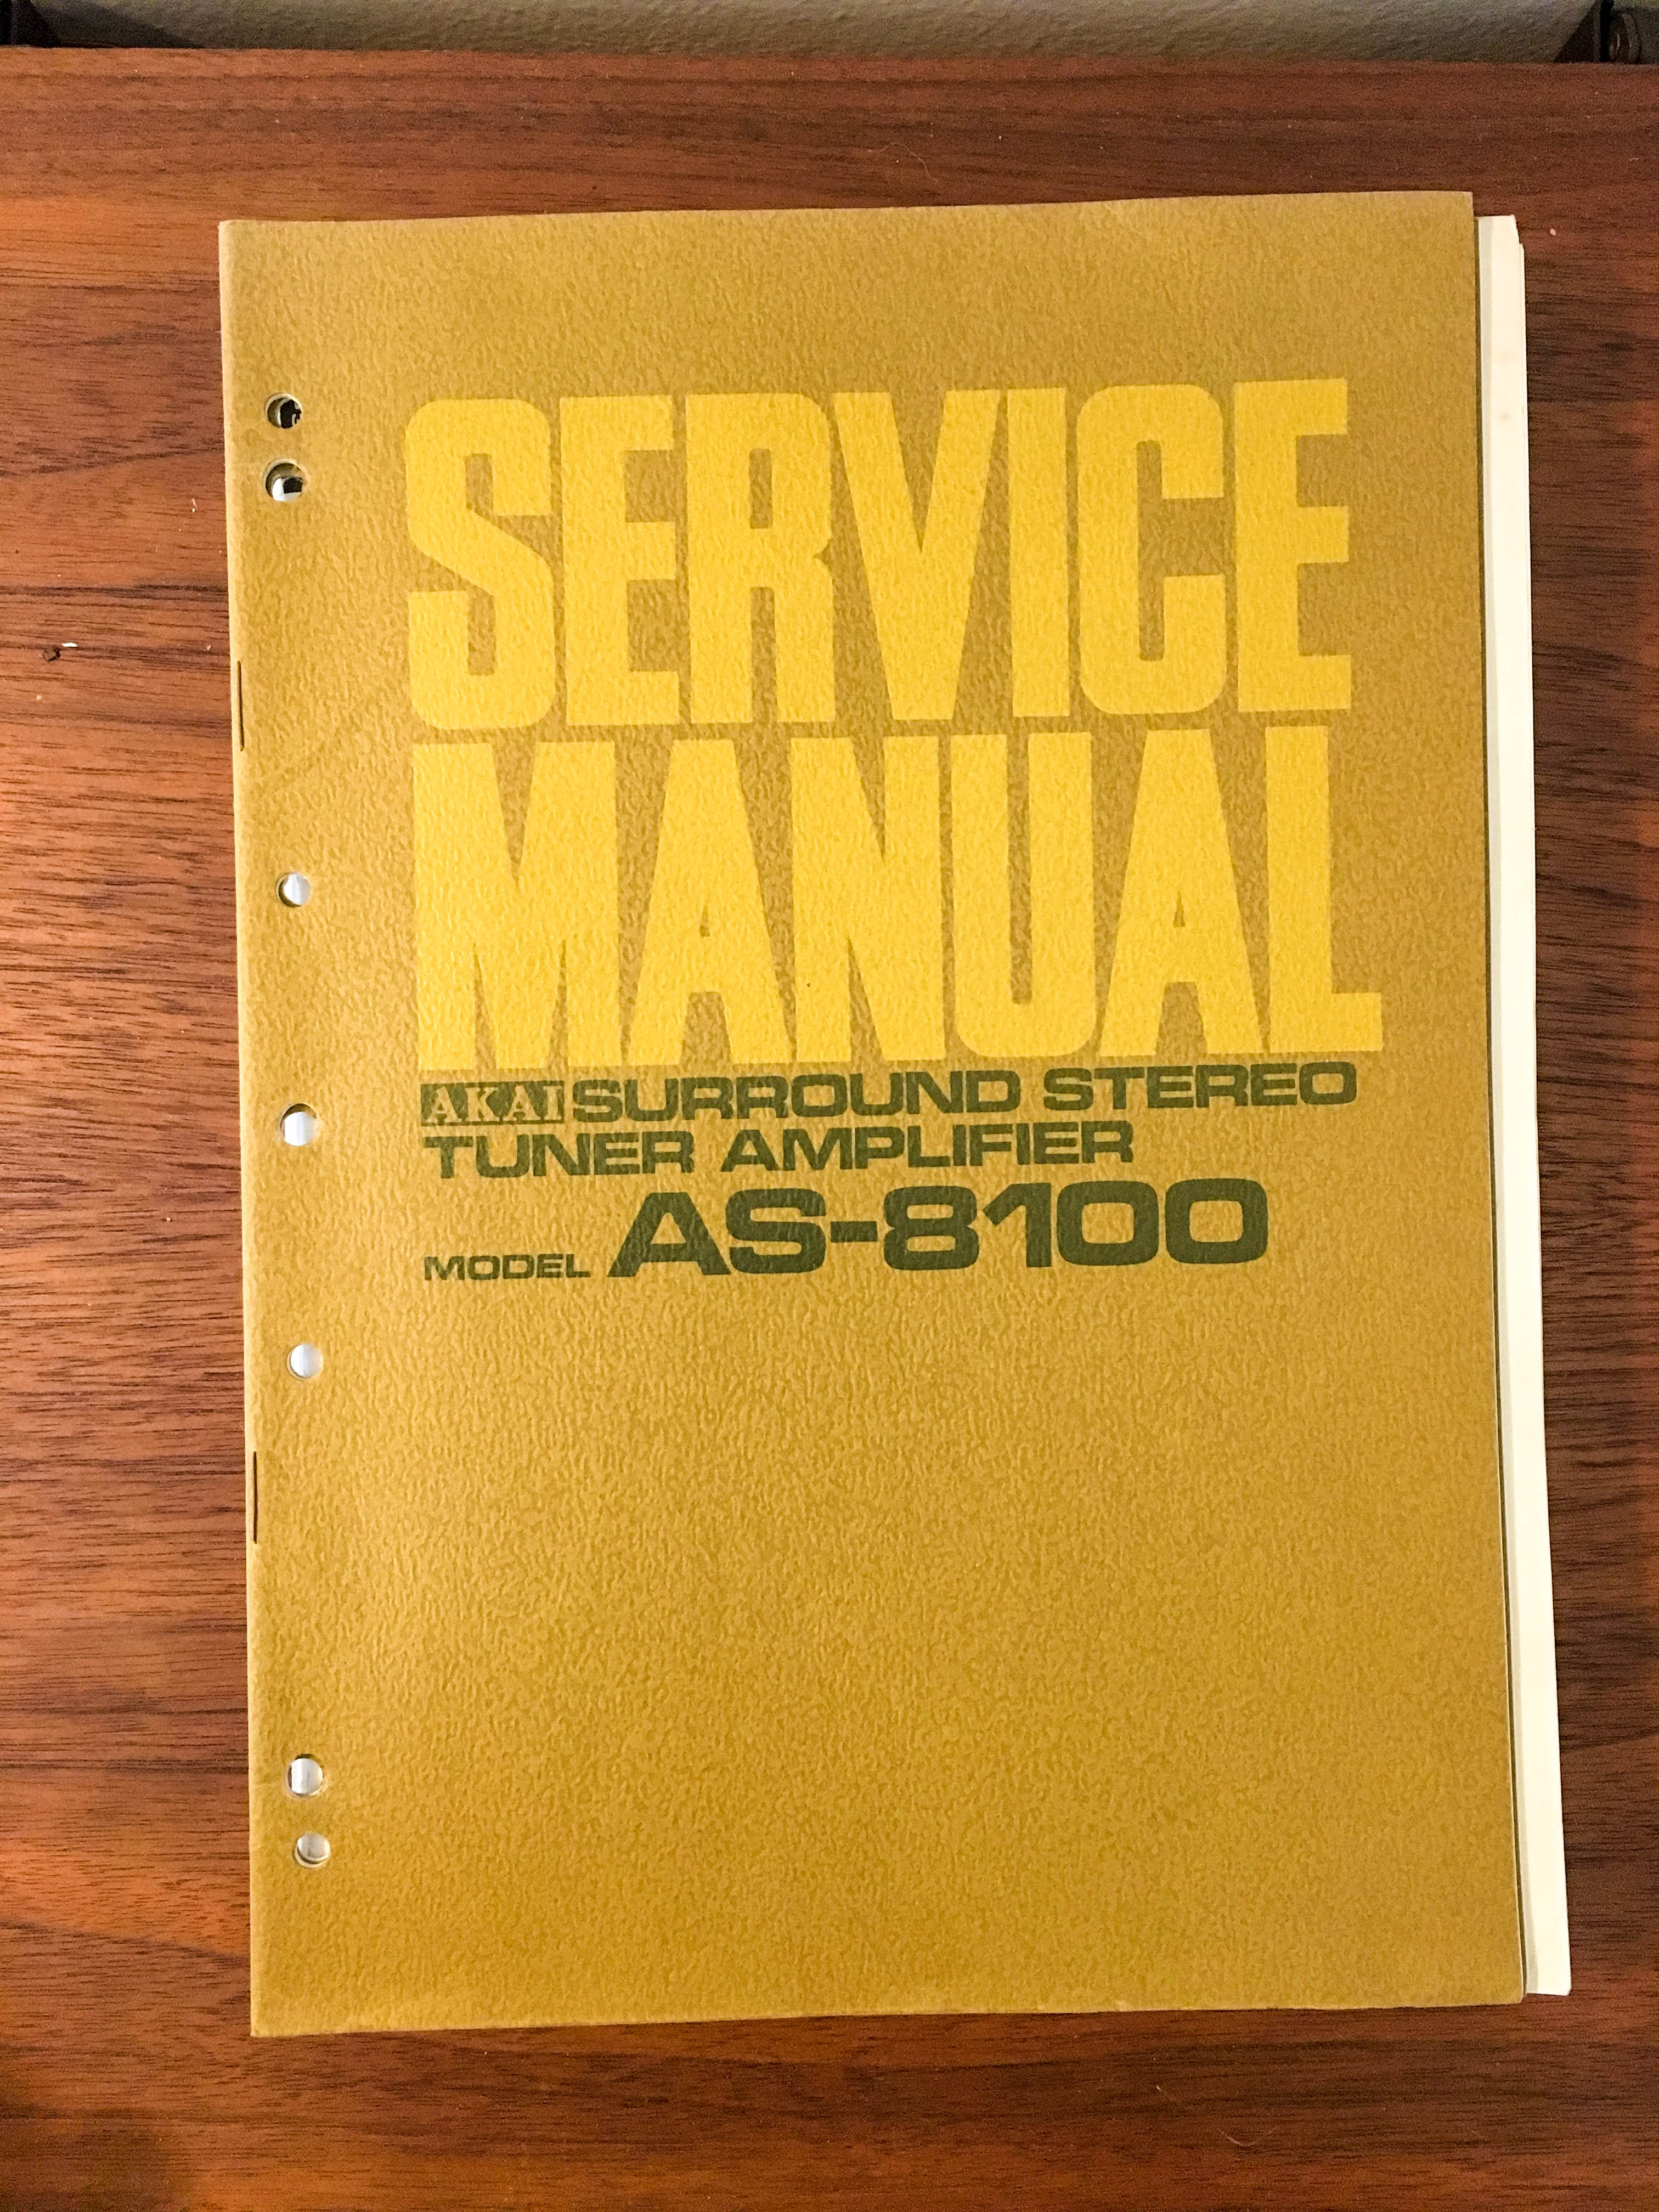 SERVICE
MANUAL
AKAI SURROUND STEREO
TUNER AMPLIFIER
MODEL AS-8100